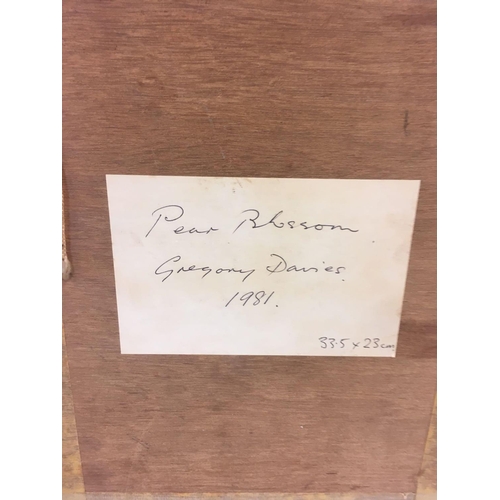 Pear Blossom.
Gregory Davies.
1981.
33.5 x 23cm